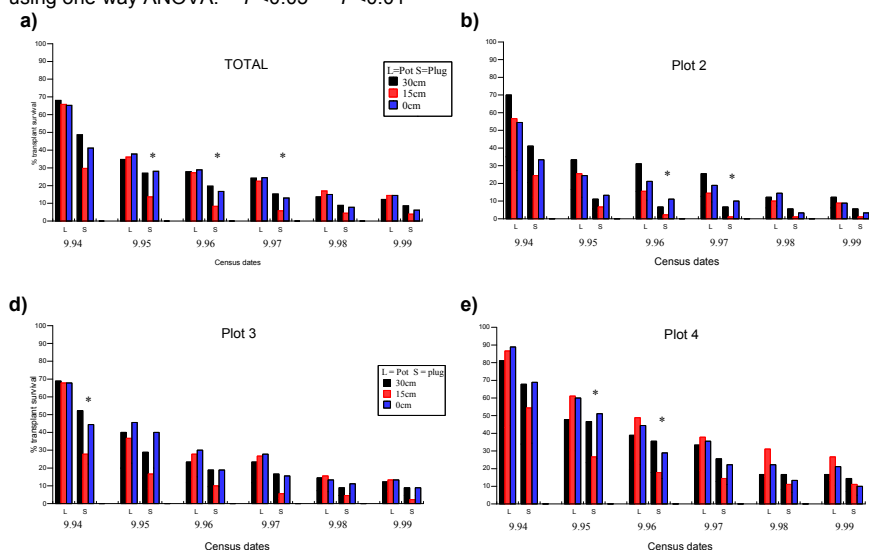 using one way ANOVA. P<0.05 P<0.01
a)
TOTAL
L=Pot S=Plug
30cm
15cm
0cm
% transplant survival
100
90
80
70
60
50
40
30
20
10
0
* * *
L S L S L S L S L S L S
9.94 9.95 9.96 9.97 9.98 9.99
Census dates
b)
Plot 2
100
90
80
70
60
50
40
30
20
10
0
* *
L S L S L S L S L S L S
9.94 9.95 9.96 9.97 9.98 9.99
Census dates
d)
Plot 3
L = Pot S = plug
30cm
15cm
0cm
% transplant survival
100
90
80
70
60
50
40
30
20
10
0
*
L S L S L S L S L S L S
9.94 9.95 9.96 9.97 9.98 9.99
Census dates
e)
Plot 4
100
90
80
70
60
50
40
30
20
10
0
* *
L S L S L S L S L S L S
9.94 9.95 9.96 9.97 9.98 9.99
Census dates